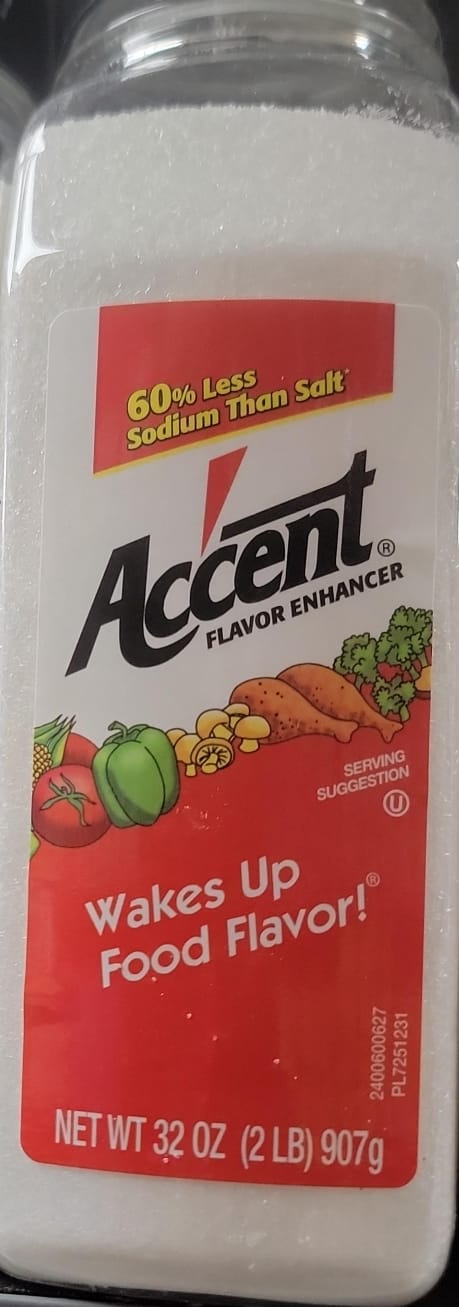 60% Less
Sodium Than Salt*
Accent®
FLAVOR ENHANCER
SERVING
SUGGESTION
U
Wakes Up
Food Flavor!®
2400600627
PL7251231
NET WT 32 OZ (2 LB) 907g